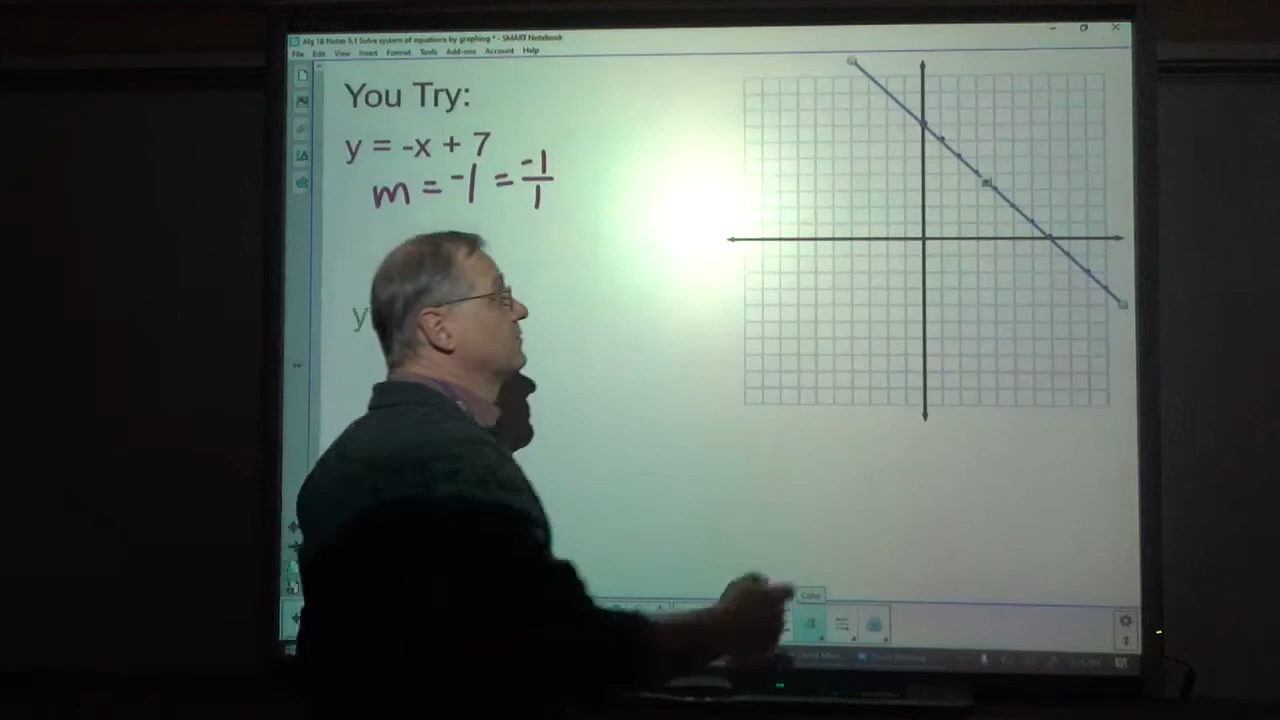 Alg 1B Notes 5.1 Solve system of equations by graphing * - SMART Notebook
File Edit View Insert Format Tools Add-ons Account Help
You Try:
y = -x + 7
m = -1 = -1/1
y
Color